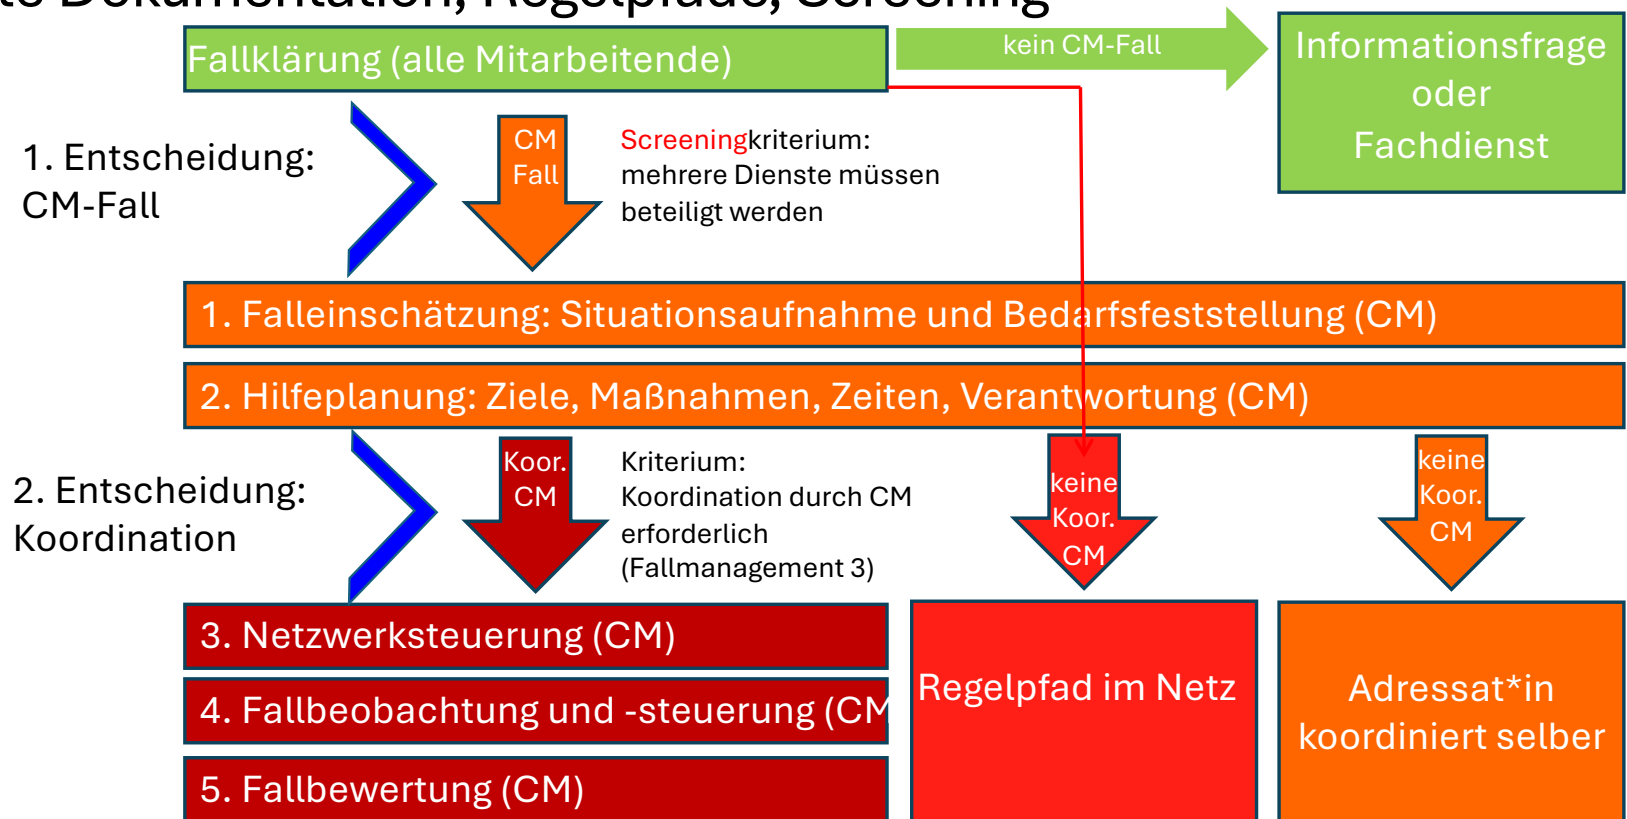 Dokumentation, Regelpfade, Screening
Fallklärung (alle Mitarbeitende)
kein CM-Fall
Informationsfrage
oder
Fachdienst
1. Entscheidung:
CM-Fall
CM
Fall
Screeningkriterium:
mehrere Dienste müssen
beteiligt werden
1. Falleinschätzung: Situationsaufnahme und Bedarfsfeststellung (CM)
2. Hilfeplanung: Ziele, Maßnahmen, Zeiten, Verantwortung (CM)
2. Entscheidung:
Koordination
Koor.
CM
Kriterium:
Koordination durch CM
erforderlich
(Fallmanagement 3)
keine
Koor.
CM
keine
Koor.
CM
3. Netzwerksteuerung (CM)
4. Fallbeobachtung und -steuerung (CM
5. Fallbewertung (CM)
Regelpfad im Netz
Adressat*in
koordiniert selber